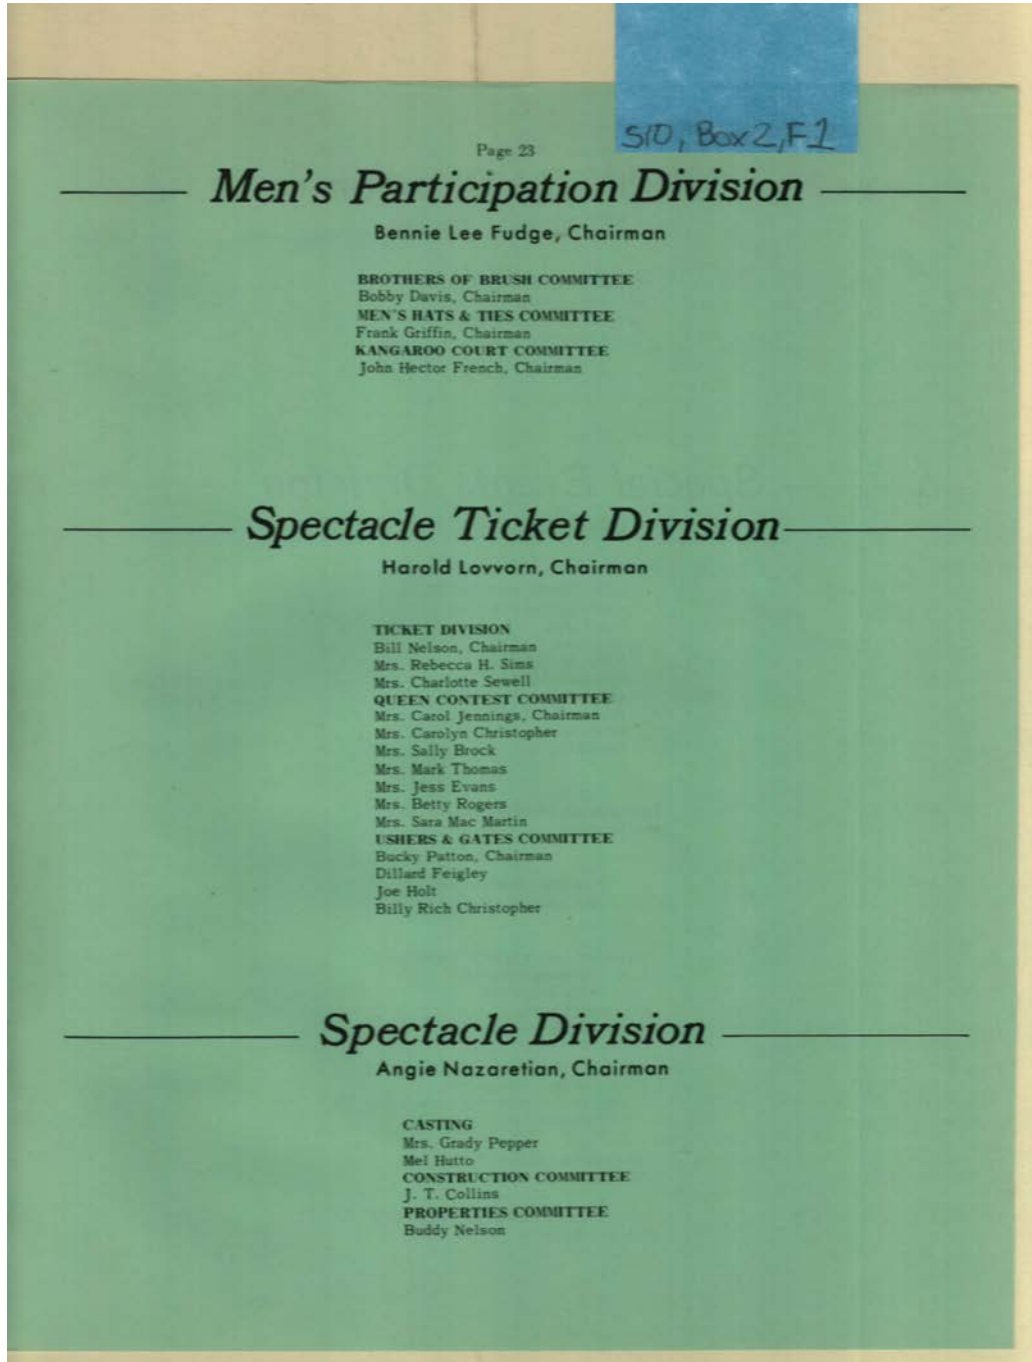 S10, Box 2, F1
Page 23
Men's Participation Division
Bennie Lee Fudge, Chairman
BROTHERS OF BRUSH COMMITTEE
Bobby Davis, Chairman
MEN'S HATS & TIES COMMITTEE
Frank Griffin, Chairman
KANGAROO COURT COMMITTEE
John Hector French, Chairman
Spectacle Ticket Division
Harold Lovvorn, Chairman
TICKET DIVISION
Bill Nelson, Chairman
Mrs. Rebecca H. Sims
Mrs. Charlotte Sewell
QUEEN CONTEST COMMITTEE
Mrs. Carol Jennings, Chairman
Mrs. Carolyn Christopher
Mrs. Sally Brock
Mrs. Mark Thomas
Mrs. Jess Evans
Mrs. Betty Rogers
Mrs. Sara Mac Martin
USHERS & GATES COMMITTEE
Bucky Patton, Chairman
Dillard Feigley
Joe Holt
Billy Rich Christopher
Spectacle Division
Angie Nazaretian, Chairman
CASTING
Mrs. Grady Pepper
Mel Hutto
CONSTRUCTION COMMITTEE
J. T. Collins
PROPERTIES COMMITTEE
Buddy Nelson